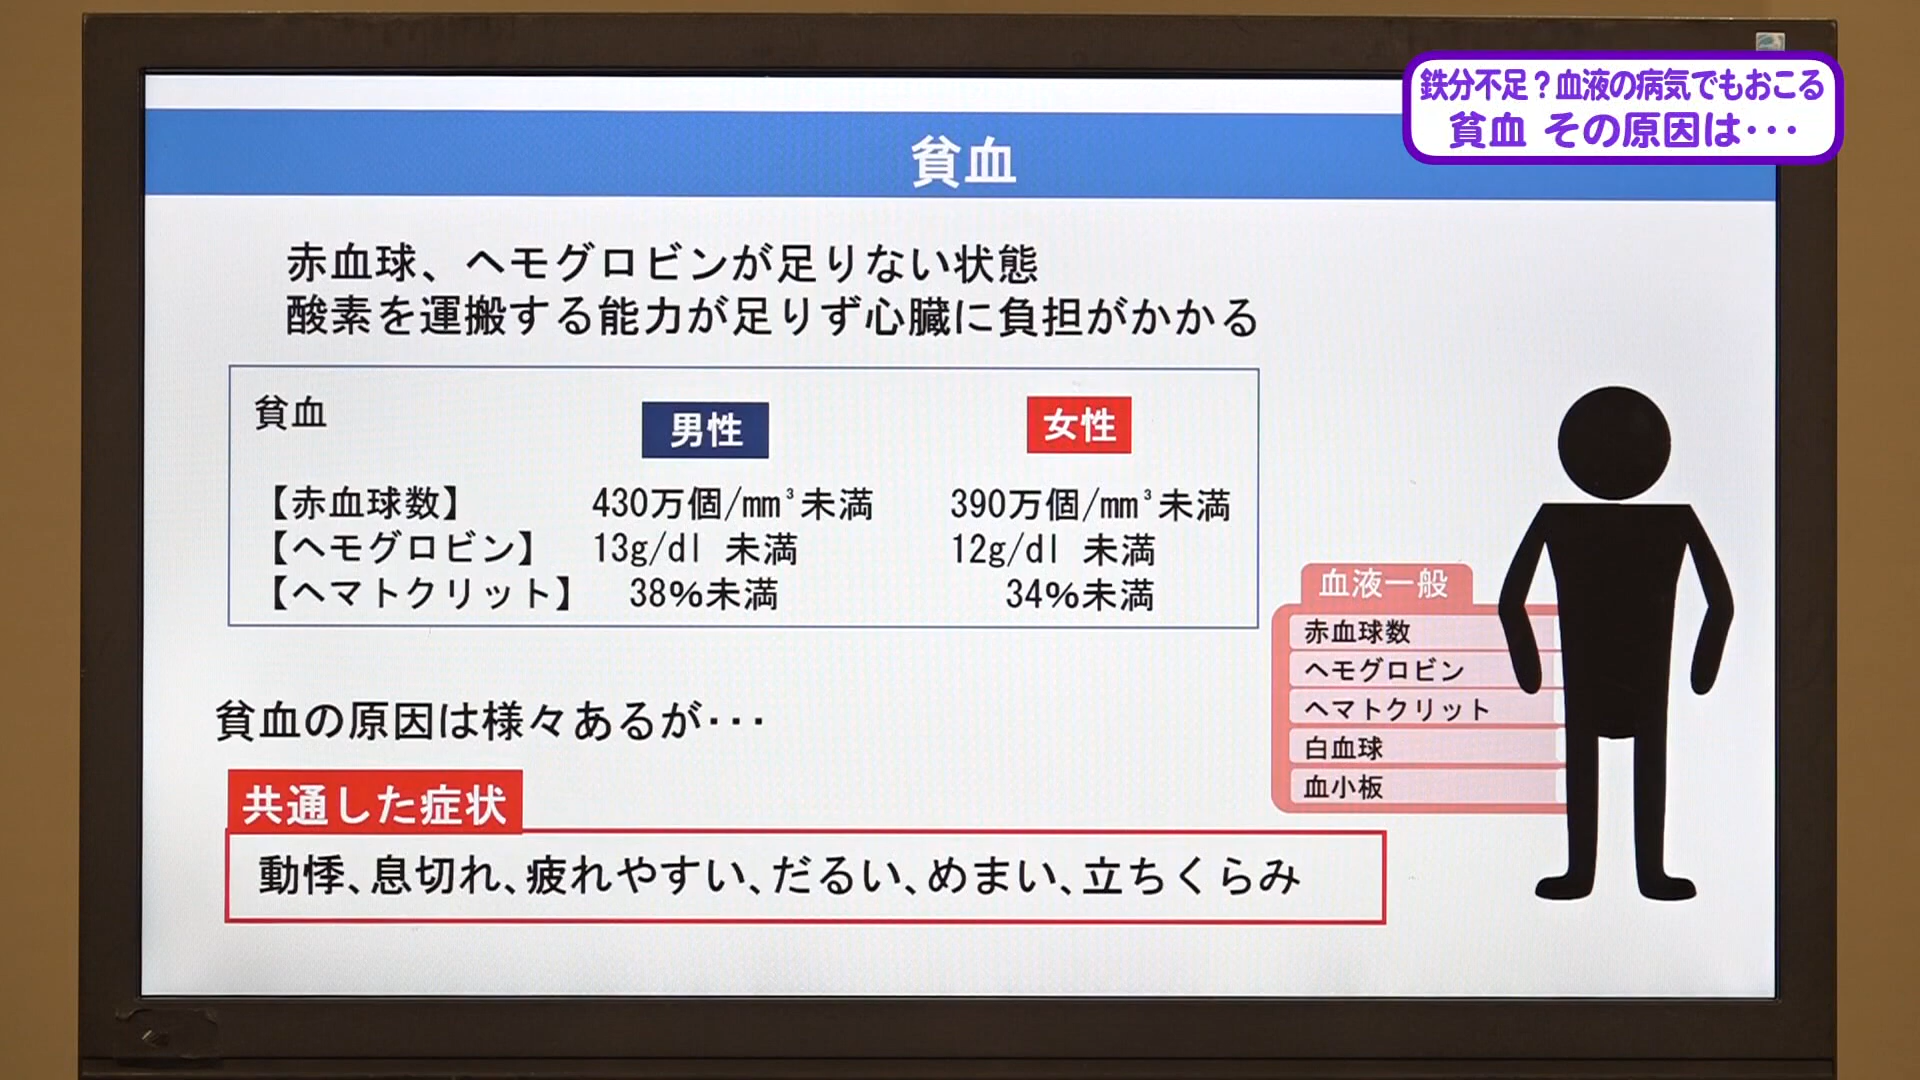 鉄分不足？血液の病気でもおこる
貧血 その原因は･･･
貧血
赤血球、ヘモグロビンが足りない状態
酸素を運搬する能力が足りず心臓に負担がかかる
貧血
男性 女性
【赤血球数】 430万個/mm³未満 390万個/mm³未満
【ヘモグロビン】 13g/dl 未満 12g/dl 未満
【ヘマトクリット】 38%未満 34%未満
血液一般
赤血球数
ヘモグロビン
ヘマトクリット
白血球
血小板
貧血の原因は様々あるが･･･
共通した症状
動悸、息切れ、疲れやすい、だるい、めまい、立ちくらみ